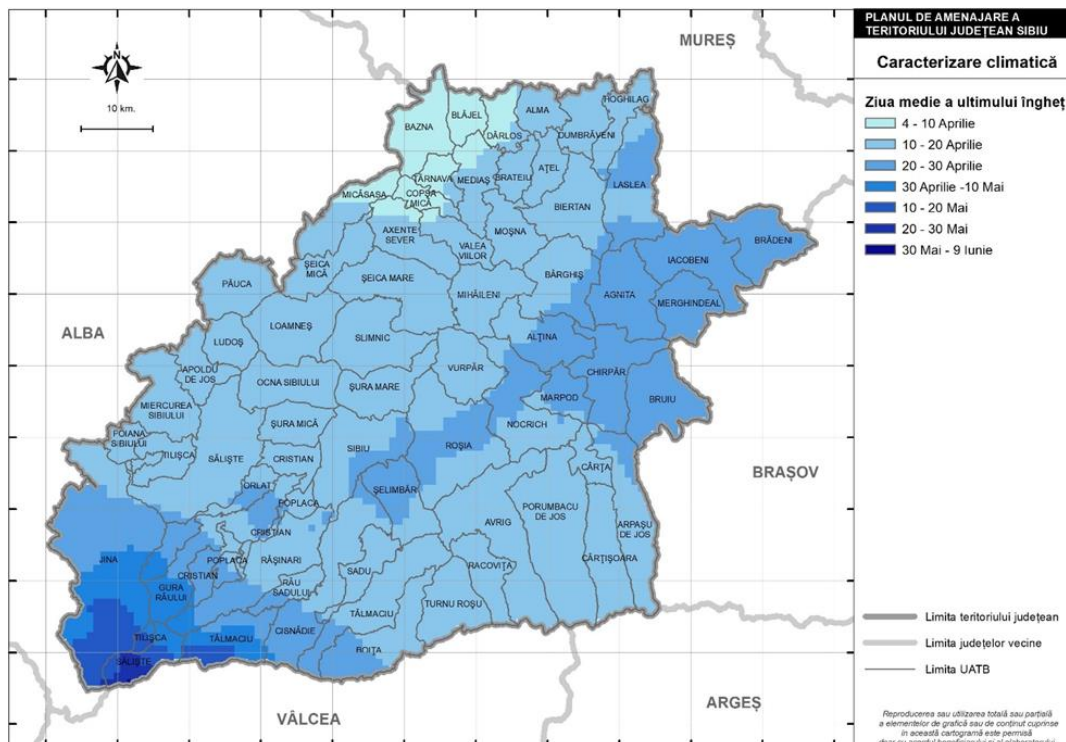 PLANUL DE AMENAJARE A
TERITORIULUI JUDEȚEAN SIBIU
Caracterizare climatică
Ziua medie a ultimului îngheț
4 - 10 Aprilie
10 - 20 Aprilie
20 - 30 Aprilie
30 Aprilie -10 Mai
10 - 20 Mai
20 - 30 Mai
30 Mai - 9 Iunie
N
10 km.
MUREȘ
ALBA
BRAȘOV
ARGEȘ
VÂLCEA
BAZNA
BLĂJEL
ALMA
HOGHILAG
DÂRLOS
DUMBRĂVENI
TÂRNAVA
MEDIAȘ
BRATEIU
AȚEL
LASLEA
MICĂSASA
COPȘA
MICĂ
BIERTAN
AXENTE
SEVER
MOȘNA
BRĂDENI
VALEA
VIILOR
IACOBENI
ȘEICA
MICĂ
ȘEICA MARE
BÂRGHIȘ
PĂUCA
MIHĂILENI
AGNITA
MERGHINDEAL
LOAMNEȘ
SLIMNIC
ALȚINA
LUDOȘ
VURPĂR
CHIRPĂR
APOLDU
DE JOS
OCNA SIBIULUI
ȘURA MARE
MARPOD
BRUIU
MIERCUREA
SIBIULUI
ȘURA MICĂ
NOCRICH
POIANA
SIBIULUI
TILIȘCA
SĂLIȘTE
CRISTIAN
SIBIU
ROȘIA
CÂRȚA
ORLAT
ȘELIMBĂR
POPLACA
PORUMBACU
DE JOS
AVRIG
ARPAȘU
DE JOS
CRISTIAN
JINA
POPLACA
RĂȘINARI
CÂRȚIȘOARA
CRISTIAN
SADU
RACOVIȚA
GURA
RÂULUI
RÂU
SADULUI
TURNU ROȘU
TĂLMACIU
CISNĂDIE
TILIȘCA
TĂLMACIU
BOIȚA
SĂLIȘTE
Limita teritoriului județean
Limita județelor vecine
Limita UATB
Reproducerea sau utilizarea totală sau parțială
a elementelor de grafică sau de conținut cuprinse
în această cartogramă este permisă